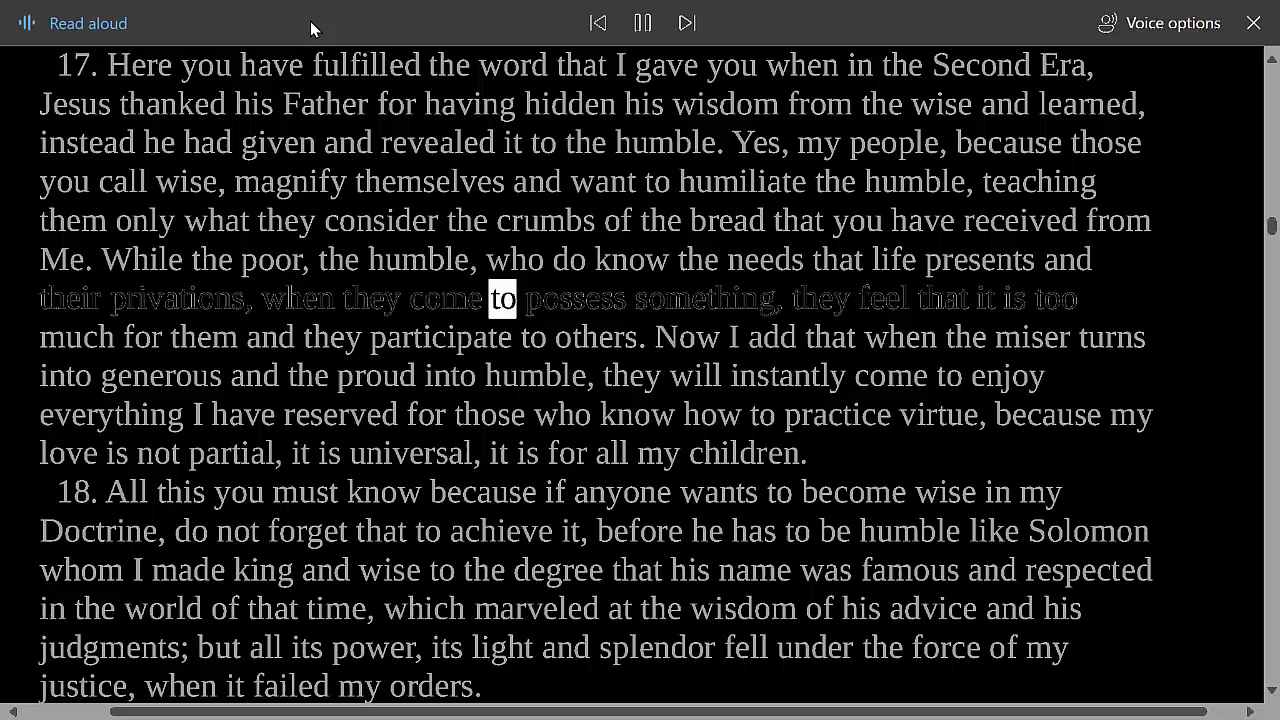 Read aloud
Voice options
17. Here you have fulfilled the word that I gave you when in the Second Era,
Jesus thanked his Father for having hidden his wisdom from the wise and learned,
instead he had given and revealed it to the humble. Yes, my people, because those
you call wise, magnify themselves and want to humiliate the humble, teaching
them only what they consider the crumbs of the bread that you have received from
Me. While the poor, the humble, who do know the needs that life presents and
their privations, when they come to possess something, they feel that it is too
much for them and they participate to others. Now I add that when the miser turns
into generous and the proud into humble, they will instantly come to enjoy
everything I have reserved for those who know how to practice virtue, because my
love is not partial, it is universal, it is for all my children.
18. All this you must know because if anyone wants to become wise in my
Doctrine, do not forget that to achieve it, before he has to be humble like Solomon
whom I made king and wise to the degree that his name was famous and respected
in the world of that time, which marveled at the wisdom of his advice and his
judgments; but all its power, its light and splendor fell under the force of my
justice, when it failed my orders.